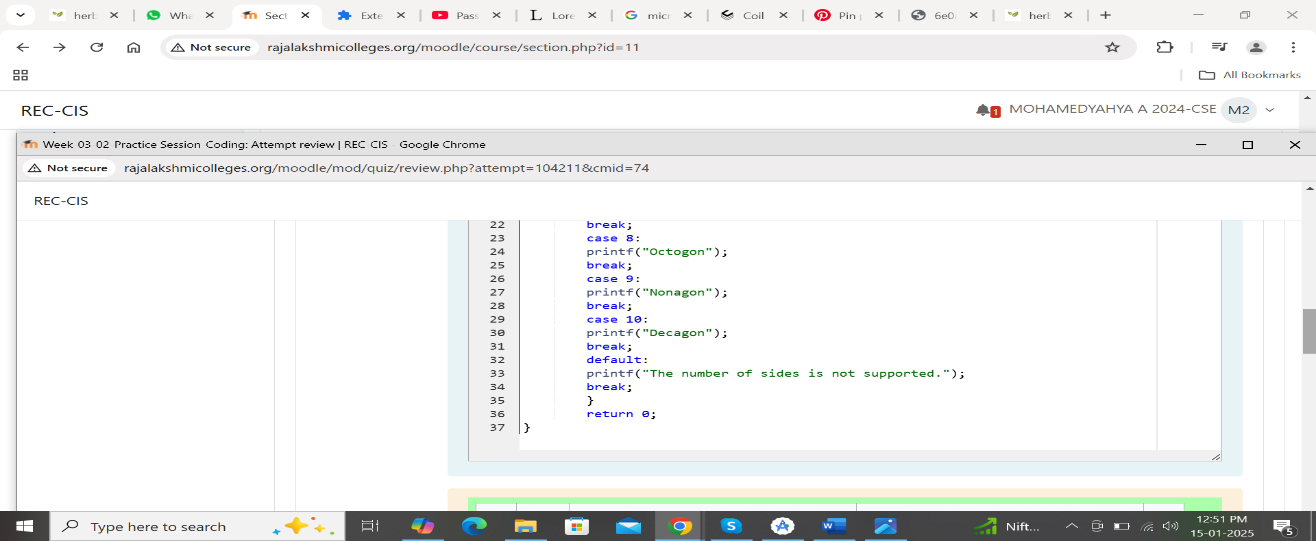 herl
Wha
Sect
Exte
Pass
Lore
micr
Coil
Pin
6e0
herl
Not secure
rajalakshmicolleges.org/moodle/course/section.php?id=11
All Bookmarks
REC-CIS
1
MOHAMEDYAHYA A 2024-CSE
M2
Week-03-02-Practice Session-Coding: Attempt review | REC-CIS - Google Chrome
Not secure
rajalakshmicolleges.org/moodle/mod/quiz/review.php?attempt=104211&cmid=74
REC-CIS
22 break;
23 case 8:
24 printf("Octogon");
25 break;
26 case 9:
27 printf("Nonagon");
28 break;
29 case 10:
30 printf("Decagon");
31 break;
32 default:
33 printf("The number of sides is not supported.");
34 break;
35 }
36 return 0;
37 }
Type here to search
Nift...
12:51 PM
15-01-2025
5